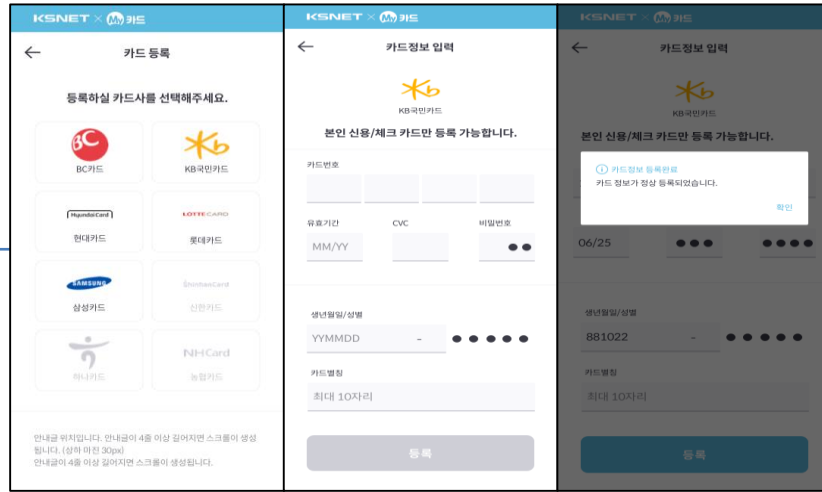 KSNET × My 카드
카드 등록
등록하실 카드사를 선택해주세요.
BC
BC카드
Kb
KB국민카드
HyundaiCard
현대카드
LOTTECARD
롯데카드
SAMSUNG
삼성카드
ShinhanCard
신한카드
하나카드
NHCard
농협카드
안내글 위치입니다. 안내글이 4줄 이상 길어지면 스크롤이 생성
됩니다. (상하 마진 30px)
안내글이 4줄 이상 길어지면 스크롤이 생성됩니다.
KSNET × My 카드
카드정보 입력
Kb
KB국민카드
본인 신용/체크 카드만 등록 가능합니다.
카드번호
유효기간 CVC 비밀번호
MM/YY ●●
생년월일/성별
YYMMDD - ●●●●●
카드별칭
최대 10자리
등록
KSNET × My 카드
카드정보 입력
Kb
KB국민카드
본인 신용/체크 카드만 등록 가능합니다.
카드정보 등록완료
카드 정보가 정상 등록되었습니다.
확인
06/25 ●●● ●●●●
생년월일/성별
881022 - ●●●●●
카드별칭
최대 10자리
등록